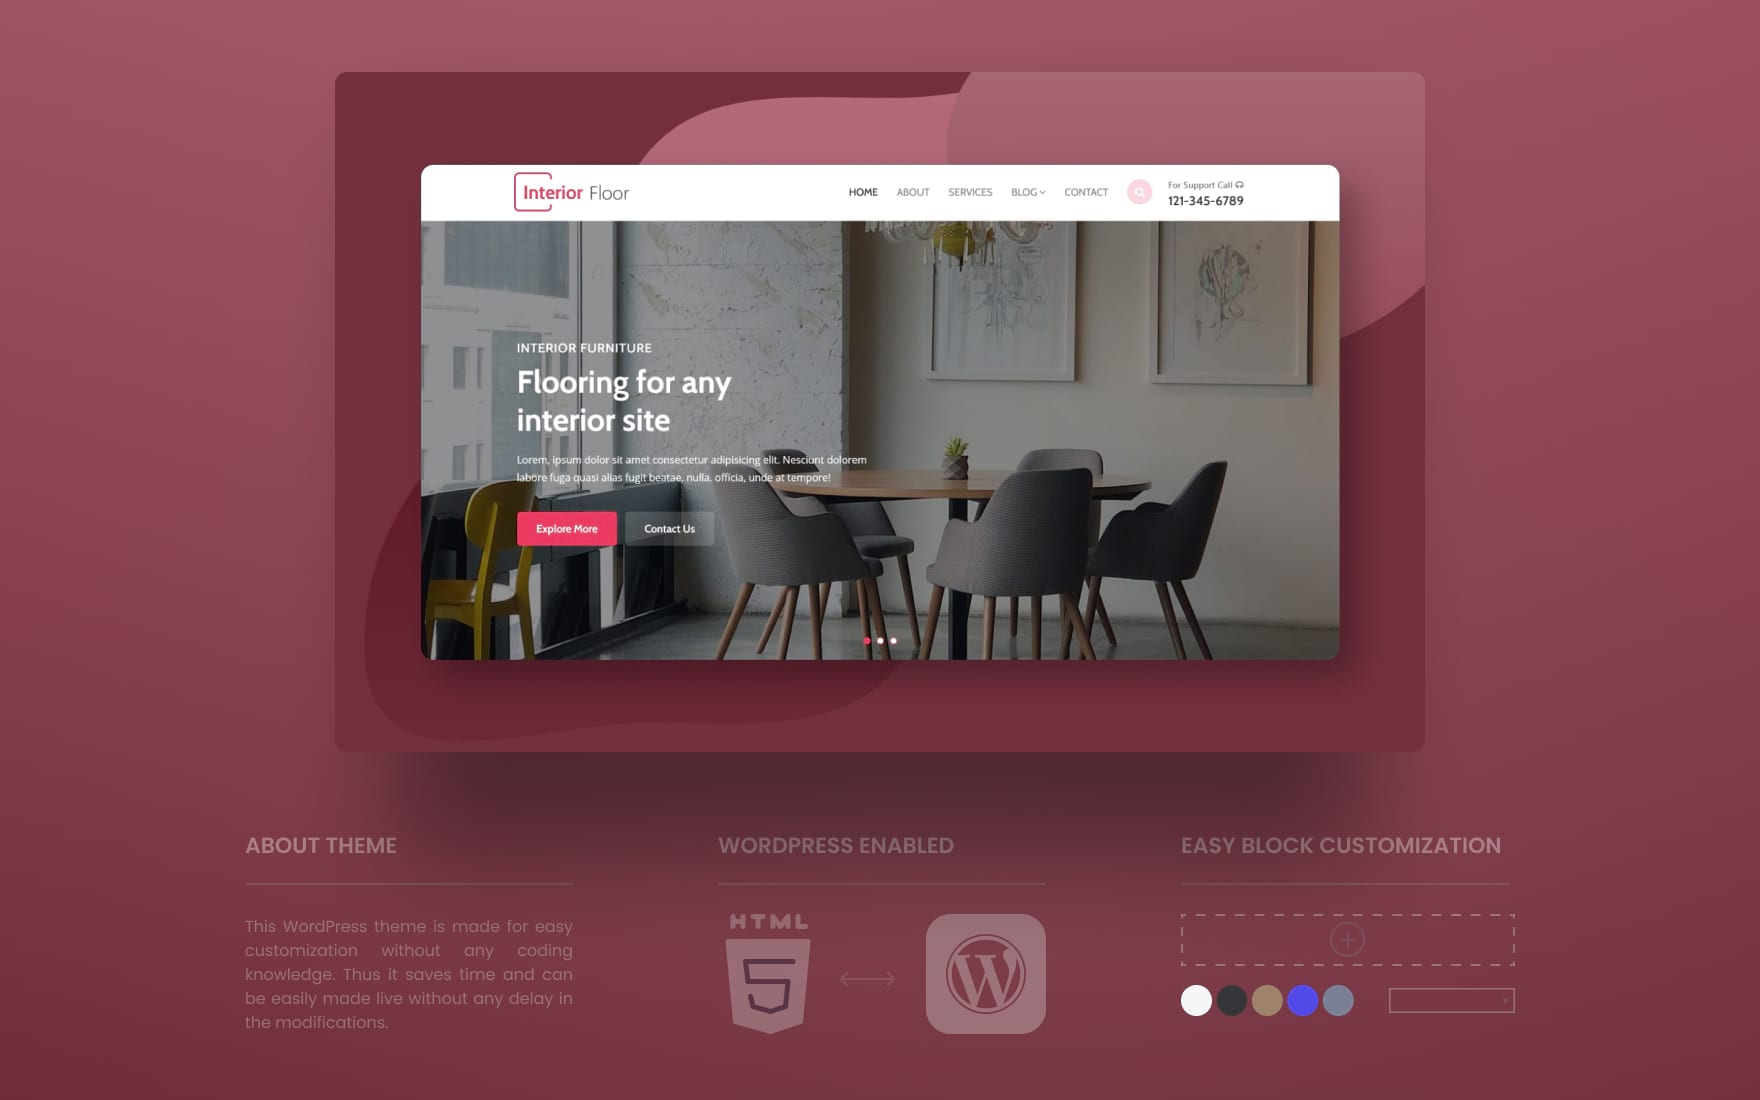 Interior Floor
HOME ABOUT SERVICES BLOG CONTACT
For Support Call
121-345-6789
INTERIOR FURNITURE
Flooring for any
interior site
Lorem, ipsum dolor sit amet consectetur adipisicing elit. Nesciunt dolorem
labore fuga quasi alias fugit beatae, nulla. officia, unde at tempore!
Explore More
Contact Us
ABOUT THEME
This WordPress theme is made for easy
customization without any coding
knowledge. Thus it saves time and can
be easily made live without any delay in
the modifications.
WORDPRESS ENABLED
HTML
5
W
EASY BLOCK CUSTOMIZATION